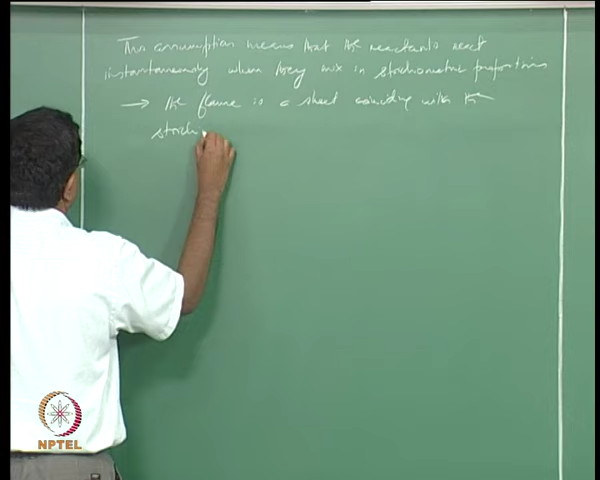 This assumption means that the reactants react
instantaneously when they mix in stoichiometric proportions
→ the flame is a sheet coinciding with the
stoich
NPTEL